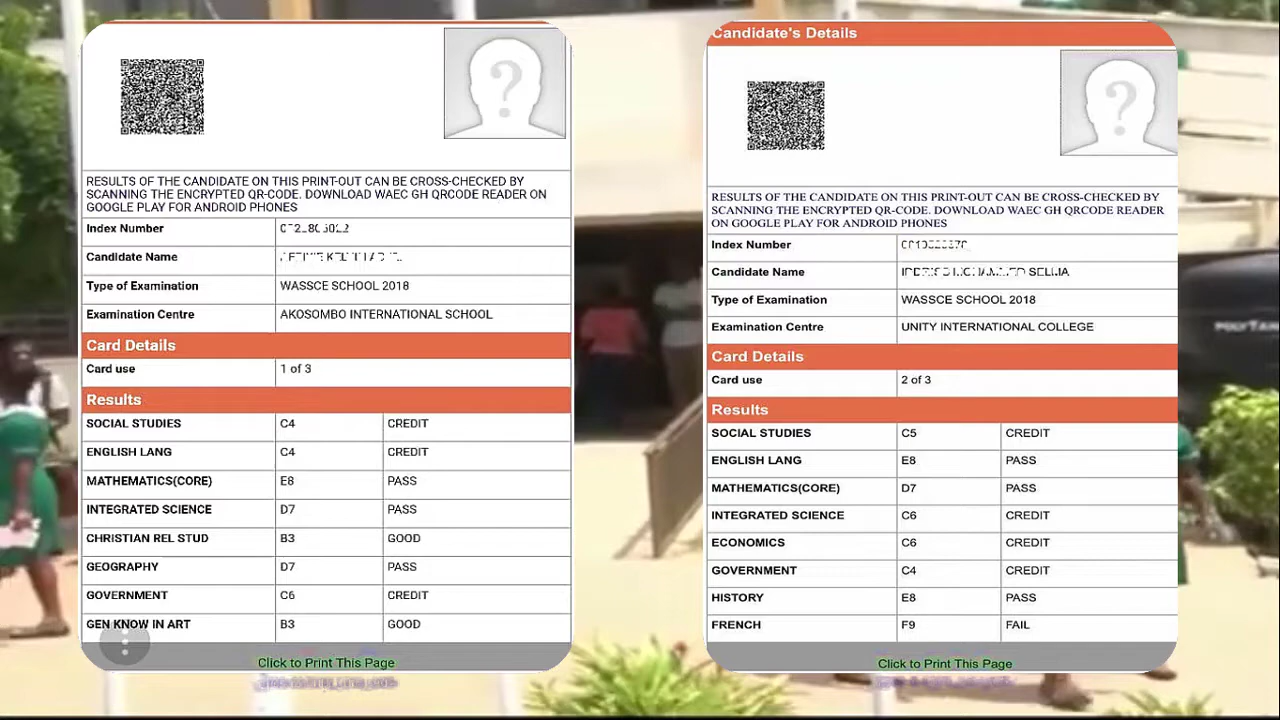 RESULTS OF THE CANDIDATE ON THIS PRINT-OUT CAN BE CROSS-CHECKED BY
SCANNING THE ENCRYPTED QR-CODE. DOWNLOAD WAEC GH QRCODE READER ON
GOOGLE PLAY FOR ANDROID PHONES
Index Number
Candidate Name
Type of Examination WASSCE SCHOOL 2018
Examination Centre AKOSOMBO INTERNATIONAL SCHOOL
Card Details
Card use 1 of 3
Results
SOCIAL STUDIES C4 CREDIT
ENGLISH LANG C4 CREDIT
MATHEMATICS(CORE) E8 PASS
INTEGRATED SCIENCE D7 PASS
CHRISTIAN REL STUD B3 GOOD
GEOGRAPHY D7 PASS
GOVERNMENT C6 CREDIT
GEN KNOW IN ART B3 GOOD
Click to Print This Page
Candidate's Details
RESULTS OF THE CANDIDATE ON THIS PRINT-OUT CAN BE CROSS-CHECKED BY
SCANNING THE ENCRYPTED QR-CODE. DOWNLOAD WAEC GH QRCODE READER
ON GOOGLE PLAY FOR ANDROID PHONES
Index Number
Candidate Name
Type of Examination WASSCE SCHOOL 2018
Examination Centre UNITY INTERNATIONAL COLLEGE
Card Details
Card use 2 of 3
Results
SOCIAL STUDIES C5 CREDIT
ENGLISH LANG E8 PASS
MATHEMATICS(CORE) D7 PASS
INTEGRATED SCIENCE C6 CREDIT
ECONOMICS C6 CREDIT
GOVERNMENT C4 CREDIT
HISTORY E8 PASS
FRENCH F9 FAIL
Click to Print This Page